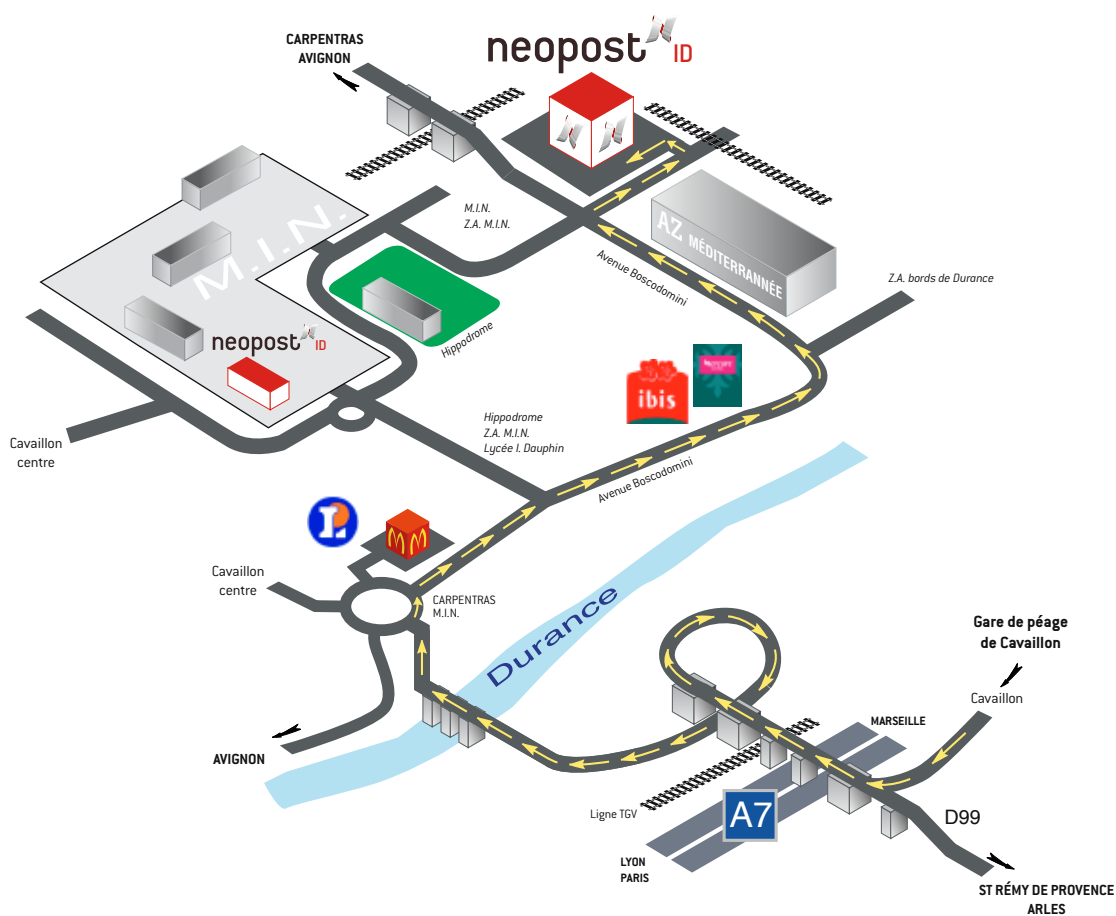 CARPENTRAS
AVIGNON
neopost ID
M.I.N.
Z.A. M.I.N.
M.I.N.
AZ MÉDITERRANNÉE
Avenue Boscodomini
Z.A. bords de Durance
Hippodrome
neopost ID
ibis
Cavaillon
centre
Hippodrome
Z.A. M.I.N.
Lycée I. Dauphin
Avenue Boscodomini
Cavaillon
centre
CARPENTRAS
M.I.N.
Durance
Gare de péage
de Cavaillon
Cavaillon
MARSEILLE
AVIGNON
Ligne TGV
A7
D99
LYON
PARIS
ST RÉMY DE PROVENCE
ARLES